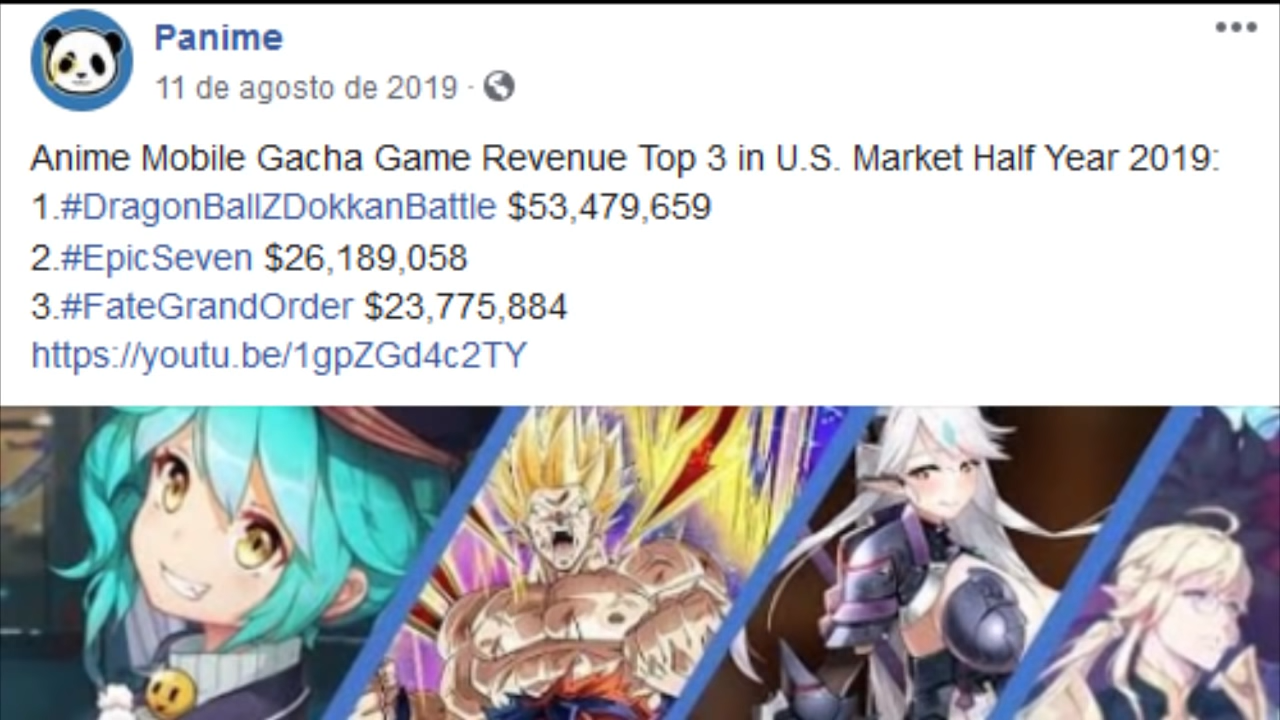 Panime
11 de agosto de 2019 ·
Anime Mobile Gacha Game Revenue Top 3 in U.S. Market Half Year 2019:
1.#DragonBallZDokkanBattle $53,479,659
2.#EpicSeven $26,189,058
3.#FateGrandOrder $23,775,884
https://youtu.be/1gpZGd4c2TY